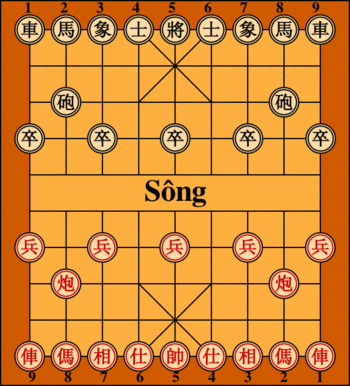 1 2 3 4 5 6 7 8 9
車 馬 象 士 將 士 象 馬 車
砲 砲
卒 卒 卒 卒 卒
Sông
兵 兵 兵 兵 兵
炮 炮
俥 傌 相 仕 帥 仕 相 傌 俥
9 8 7 6 5 4 3 2 1